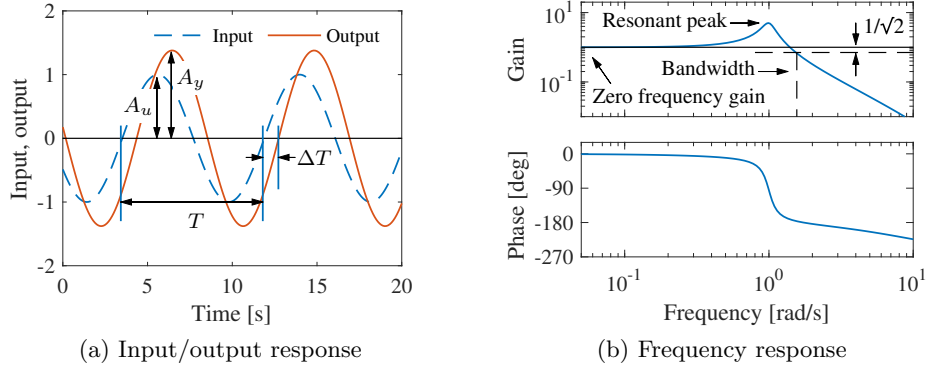 2
1
0
-1
-2
0
5
10
15
20
Input, output
Time [s]
Input
Output
A_u
A_y
ΔT
T
(a) Input/output response
10^1
10^-1
Gain
Resonant peak
1/√2
Bandwidth
Zero frequency gain
0
-90
-180
-270
Phase [deg]
10^-1
10^0
10^1
Frequency [rad/s]
(b) Frequency response